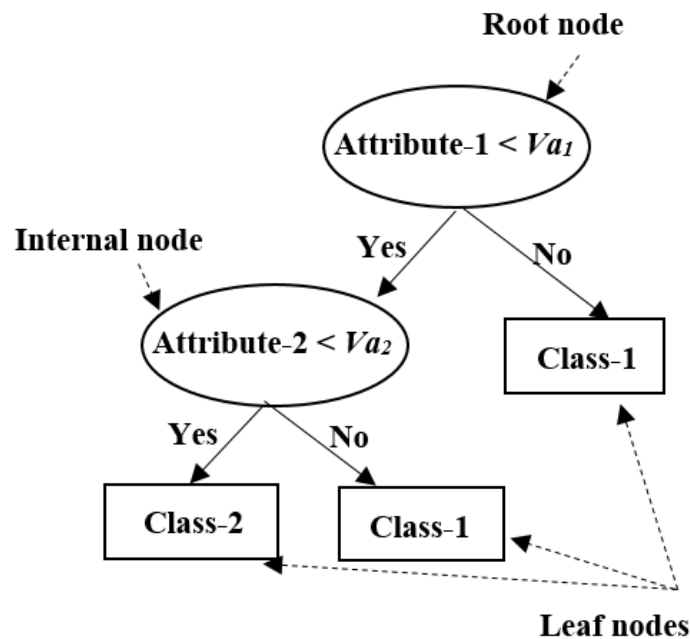 Root node
Attribute-1 < Va₁
Internal node
Yes
No
Attribute-2 < Va₂
Class-1
Yes
No
Class-2
Class-1
Leaf nodes